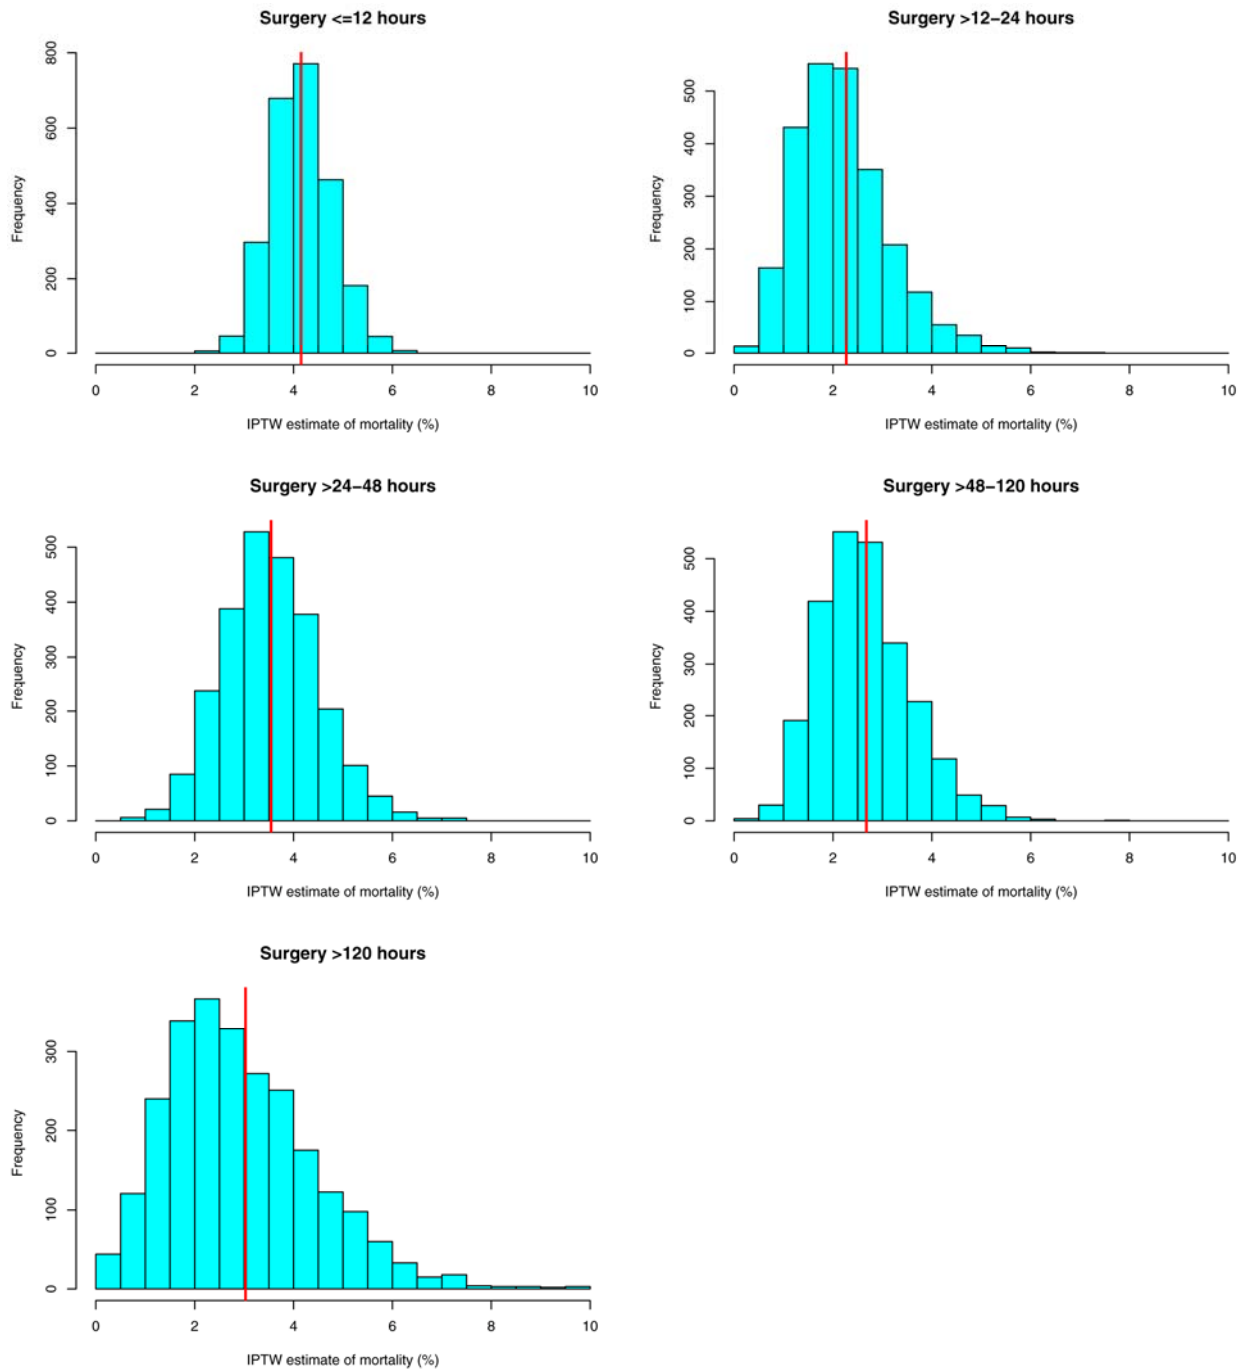 Surgery <=12 hours
Frequency
800
600
400
200
0
0 2 4 6 8 10
IPTW estimate of mortality (%)
Surgery >12–24 hours
Frequency
500
400
300
200
100
0
0 2 4 6 8 10
IPTW estimate of mortality (%)
Surgery >24–48 hours
Frequency
500
400
300
200
100
0
0 2 4 6 8 10
IPTW estimate of mortality (%)
Surgery >48–120 hours
Frequency
500
400
300
200
100
0
0 2 4 6 8 10
IPTW estimate of mortality (%)
Surgery >120 hours
Frequency
300
200
100
0
0 2 4 6 8 10
IPTW estimate of mortality (%)